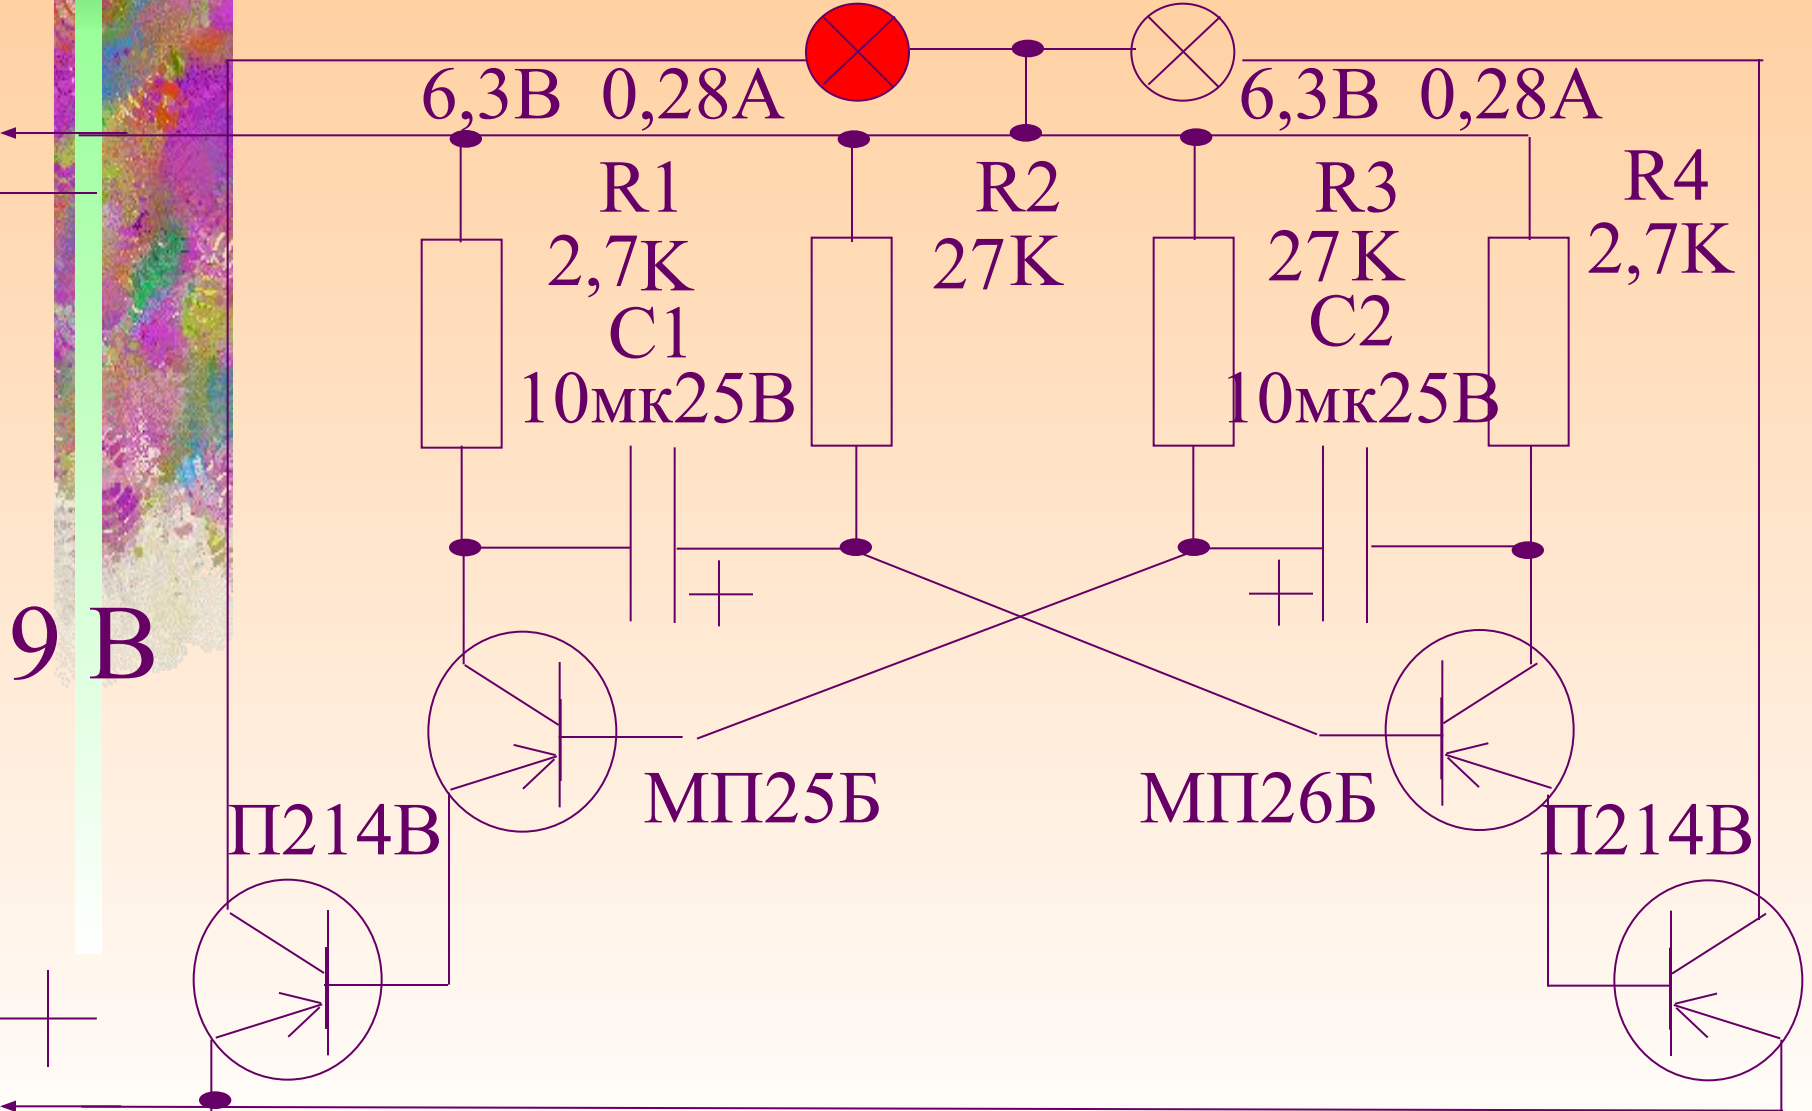 6,3В 0,28А
6,3В 0,28А
R1
2,7К
С1
10мк25В
R2
27К
R3
27К
С2
10мк25В
R4
2,7К
9 В
МП25Б
МП26Б
П214В
П214В